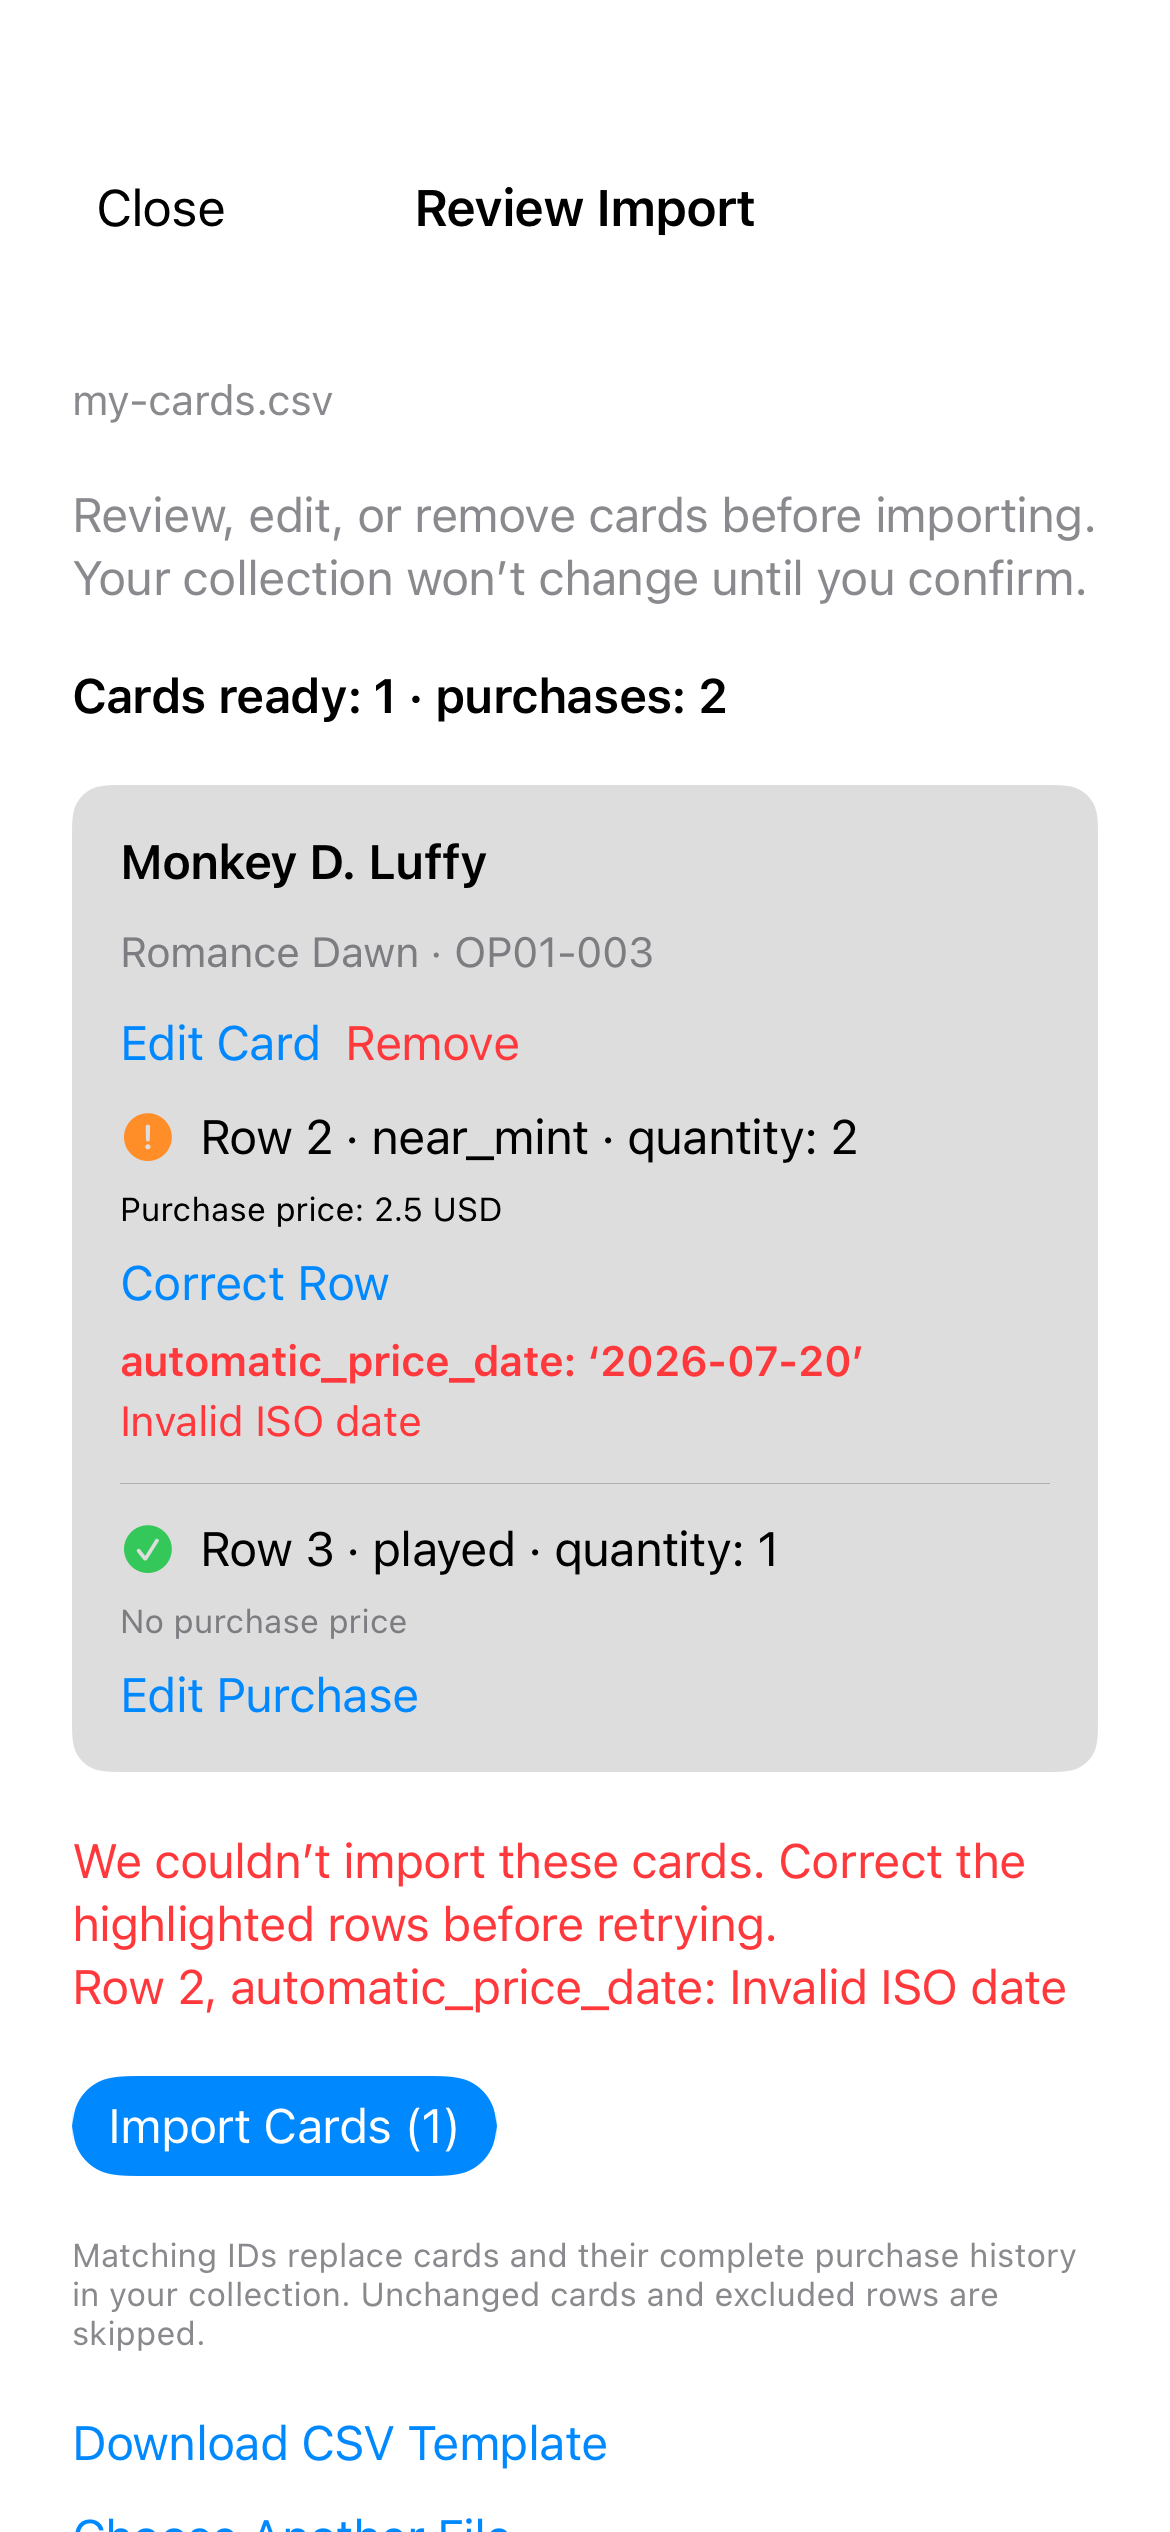 Close
Review Import
my-cards.csv
Review, edit, or remove cards before importing.
Your collection won’t change until you confirm.
Cards ready: 1 · purchases: 2
Monkey D. Luffy
Romance Dawn · OP01-003
Edit Card Remove
Row 2 · near_mint · quantity: 2
Purchase price: 2.5 USD
Correct Row
automatic_price_date: ‘2026-07-20’
Invalid ISO date
Row 3 · played · quantity: 1
No purchase price
Edit Purchase
We couldn’t import these cards. Correct the
highlighted rows before retrying.
Row 2, automatic_price_date: Invalid ISO date
Import Cards (1)
Matching IDs replace cards and their complete purchase history
in your collection. Unchanged cards and excluded rows are
skipped.
Download CSV Template
Choose Another File